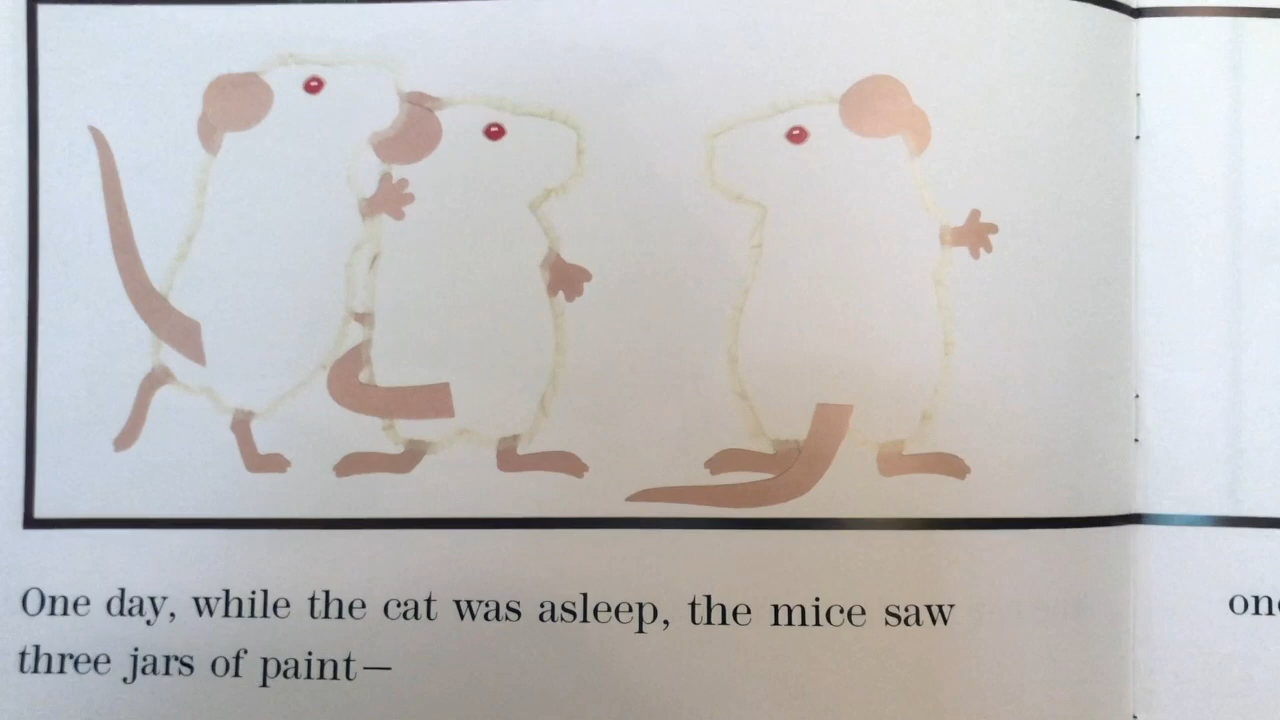 One day, while the cat was asleep, the mice saw
three jars of paint—